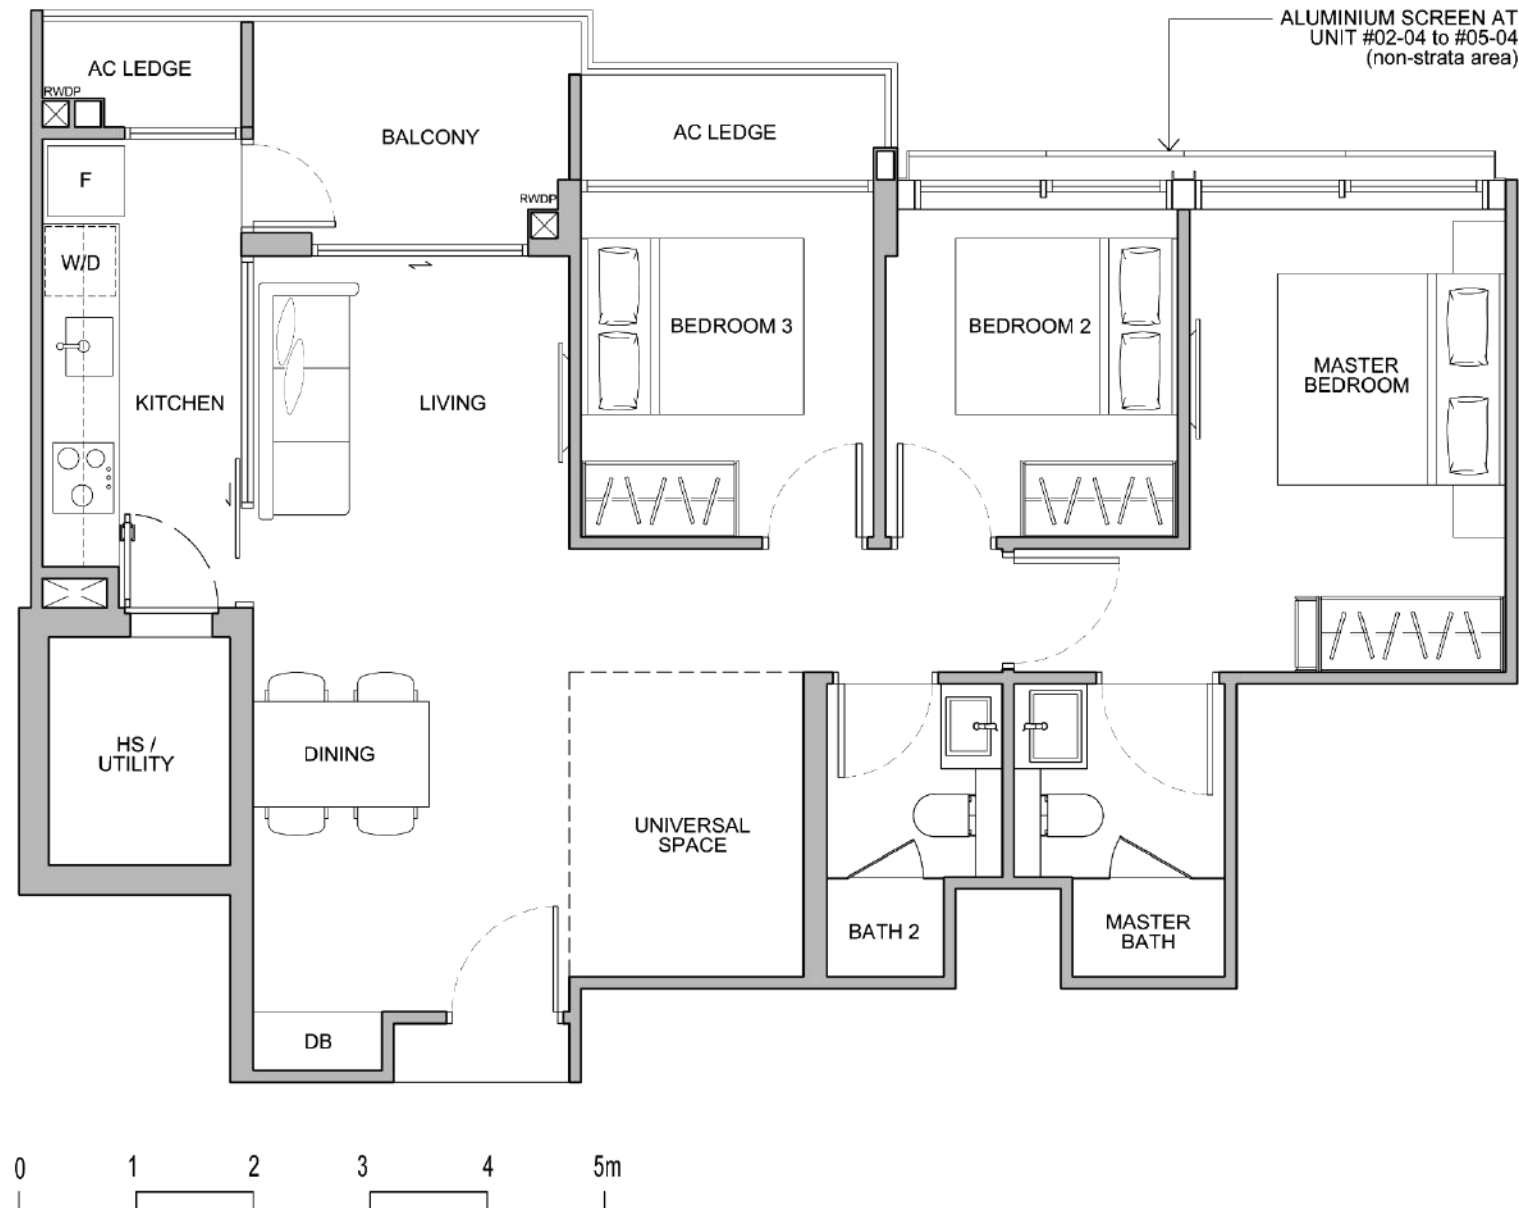 ALUMINIUM SCREEN AT
UNIT #02-04 to #05-04
(non-strata area)
AC LEDGE
RWDP
BALCONY
AC LEDGE
F
RWDP
W/D
BEDROOM 3
BEDROOM 2
MASTER
BEDROOM
KITCHEN
LIVING
HS /
UTILITY
DINING
UNIVERSAL
SPACE
BATH 2
MASTER
BATH
DB
0 1 2 3 4 5m